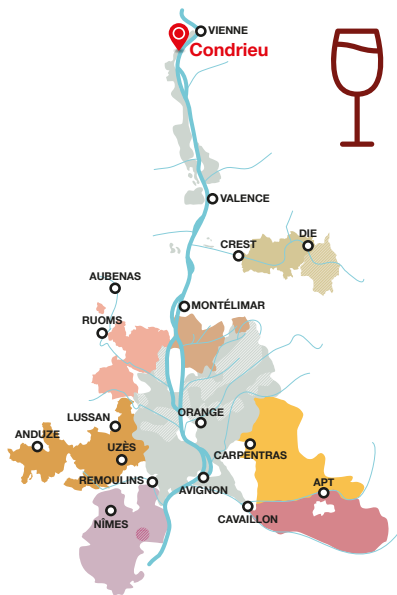 VIENNE
Condrieu
VALENCE
DIE
CREST
AUBENAS
MONTÉLIMAR
RUOMS
ORANGE
LUSSAN
ANDUZE
UZÈS
CARPENTRAS
REMOULINS
APT
AVIGNON
CAVAILLON
NÎMES